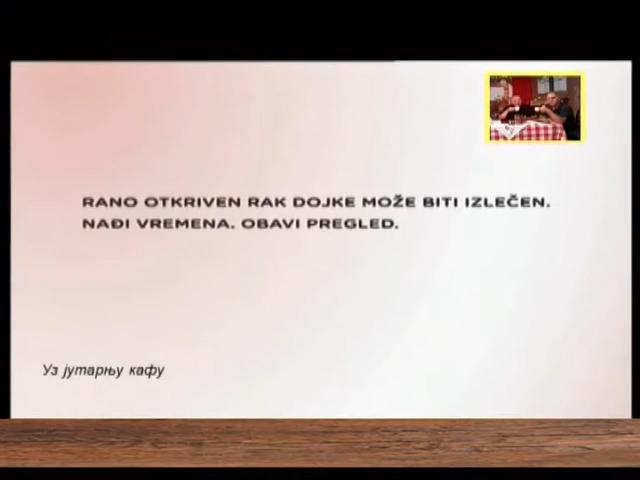 RANO OTKRIVEN RAK DOJKE MOŽE BITI IZLEČEN.
NAĐI VREMENA. OBAVI PREGLED.
Уз јутарњу кафу